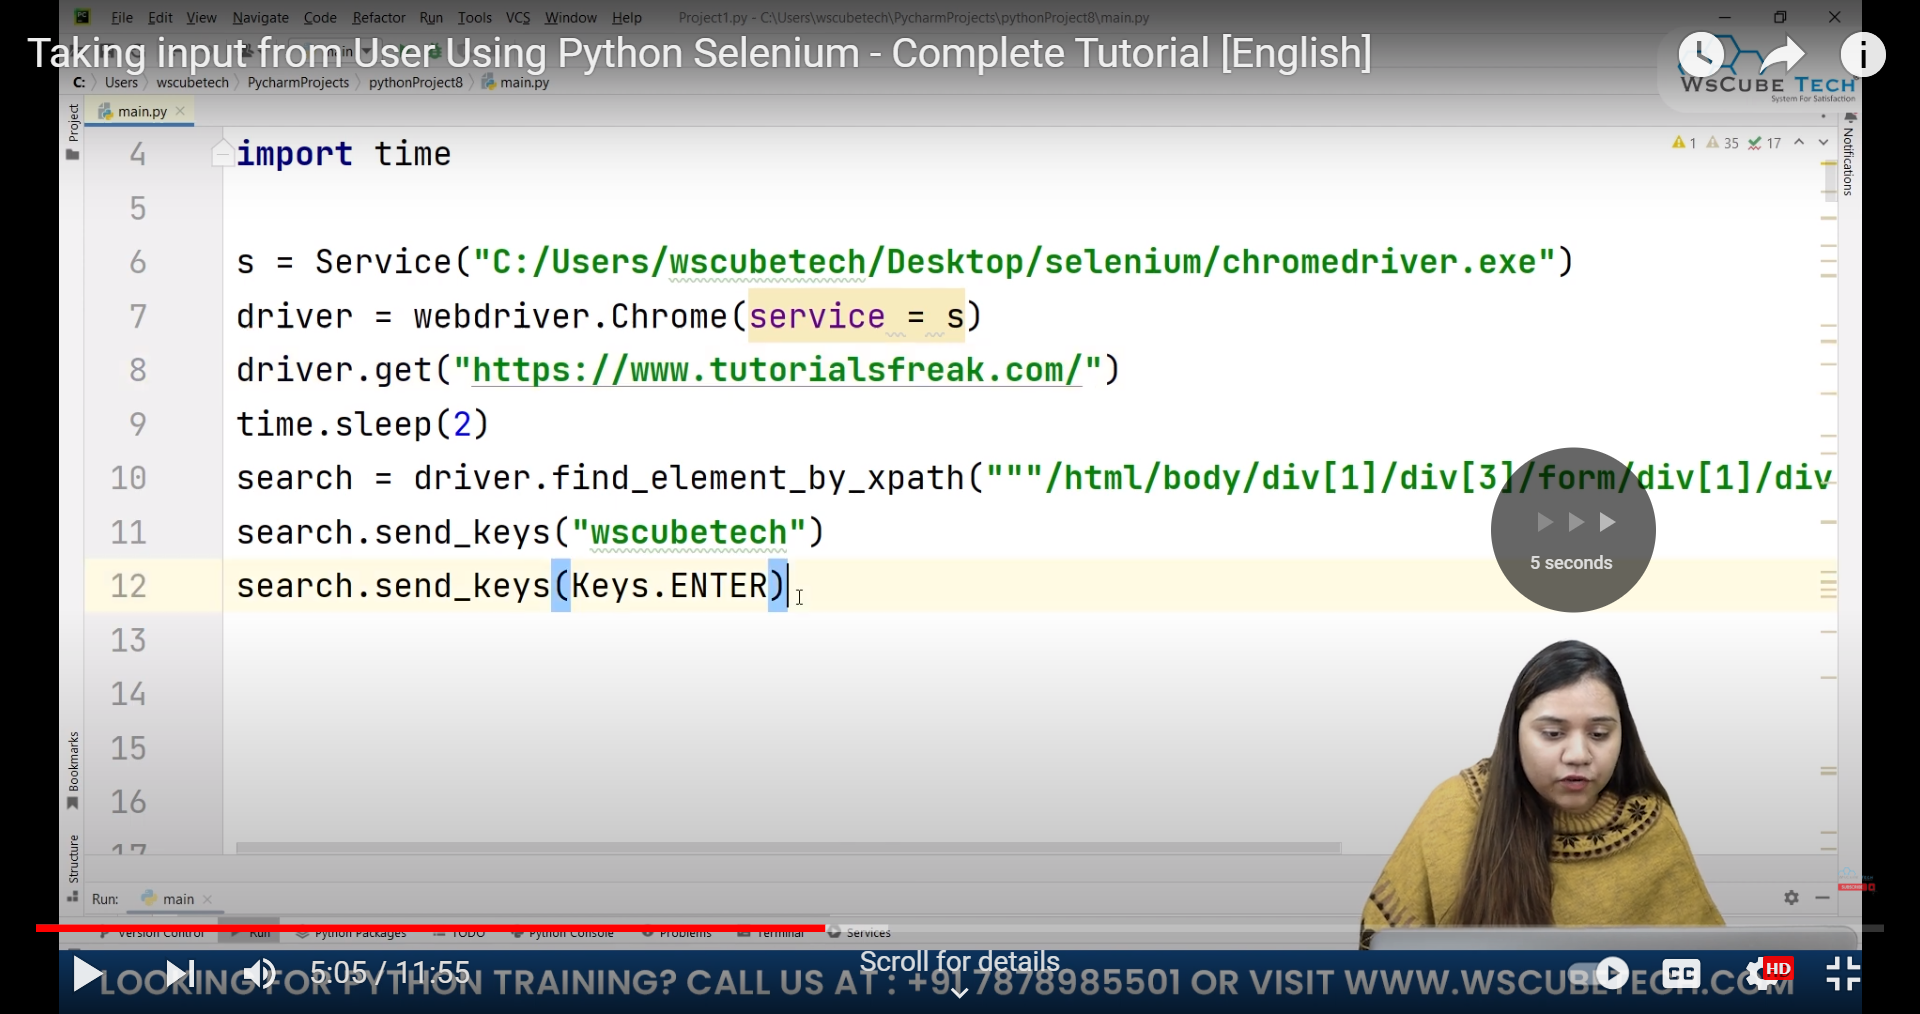 File Edit View Navigate Code Refactor Run Tools VCS Window Help Project1.py - C:\Users\wscubetech\PycharmProjects\pythonProject8\main.py
Taking input from User Using Python Selenium - Complete Tutorial [English]
C: Users wscubetech PycharmProjects pythonProject8 main.py
WsCube Tech
System For Satisfaction
Project
main.py
Notifications
1 35 17
4 import time
5
6 s = Service("C:/Users/wscubetech/Desktop/selenium/chromedriver.exe")
7 driver = webdriver.Chrome(service = s)
8 driver.get("https://www.tutorialsfreak.com/")
9 time.sleep(2)
10 search = driver.find_element_by_xpath("""/html/body/div[1]/div[3]/form/div[1]/div
11 search.send_keys("wscubetech")
12 search.send_keys(Keys.ENTER)
5 seconds
13
14
15
16
17
Bookmarks
Structure
Run: main
Version Control Run Python Packages TODO Python Console Problems Terminal Services
5:05 / 11:55
Scroll for details
CC HD
LOOKING FOR PYTHON TRAINING? CALL US AT : +91 7878985501 OR VISIT WWW.WSCUBETECH.COM